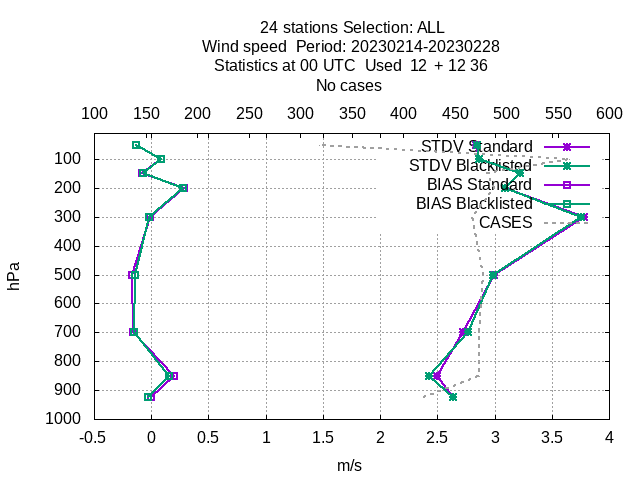 24 stations Selection: ALL
Wind speed  Period: 20230214-20230228
Statistics at 00 UTC  Used  12 + 12 36
No cases
100 150 200 250 300 350 400 450 500 550 600
STDV Standard
STDV Blacklisted
BIAS Standard
BIAS Blacklisted
CASES
100
200
300
400
500
600
700
800
900
1000
hPa
-0.5 0 0.5 1 1.5 2 2.5 3 3.5 4
m/s